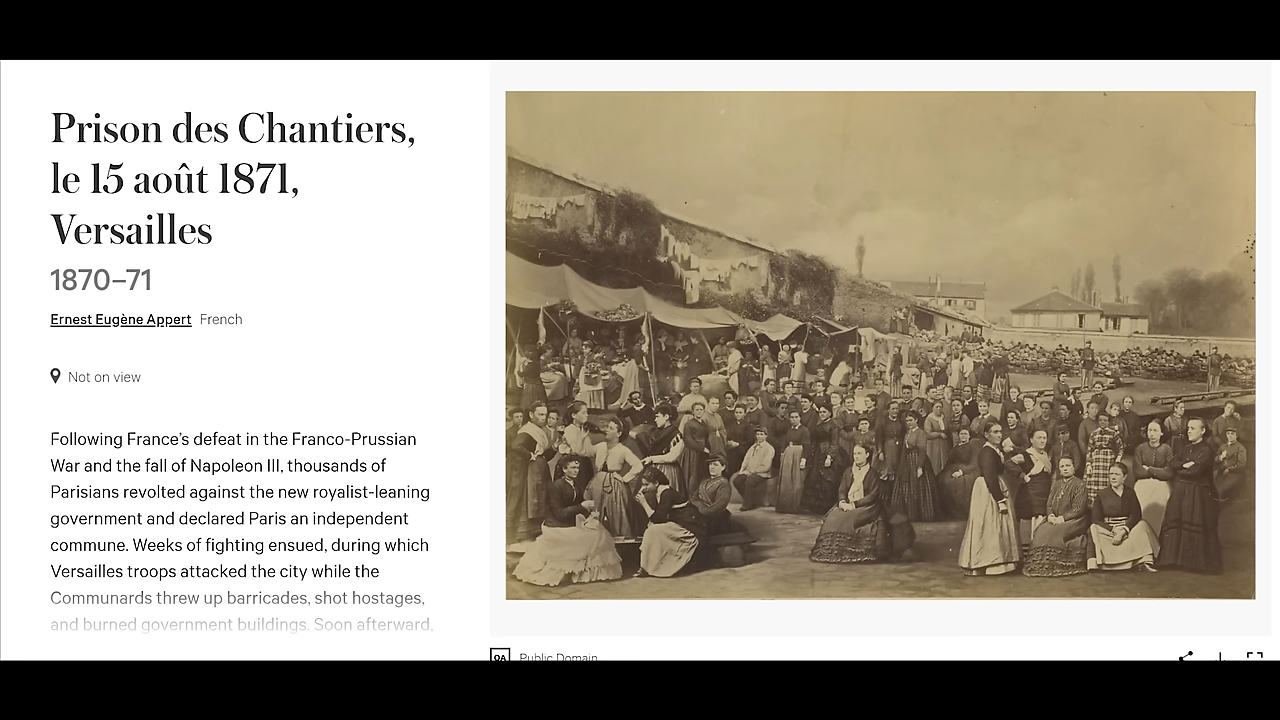 Prison des Chantiers,
le 15 août 1871,
Versailles
1870–71
Ernest Eugène Appert French
Not on view
Following France’s defeat in the Franco-Prussian
War and the fall of Napoleon III, thousands of
Parisians revolted against the new royalist-leaning
government and declared Paris an independent
commune. Weeks of fighting ensued, during which
Versailles troops attacked the city while the
Communards threw up barricades, shot hostages,
and burned government buildings. Soon afterward,
OA Public Domain